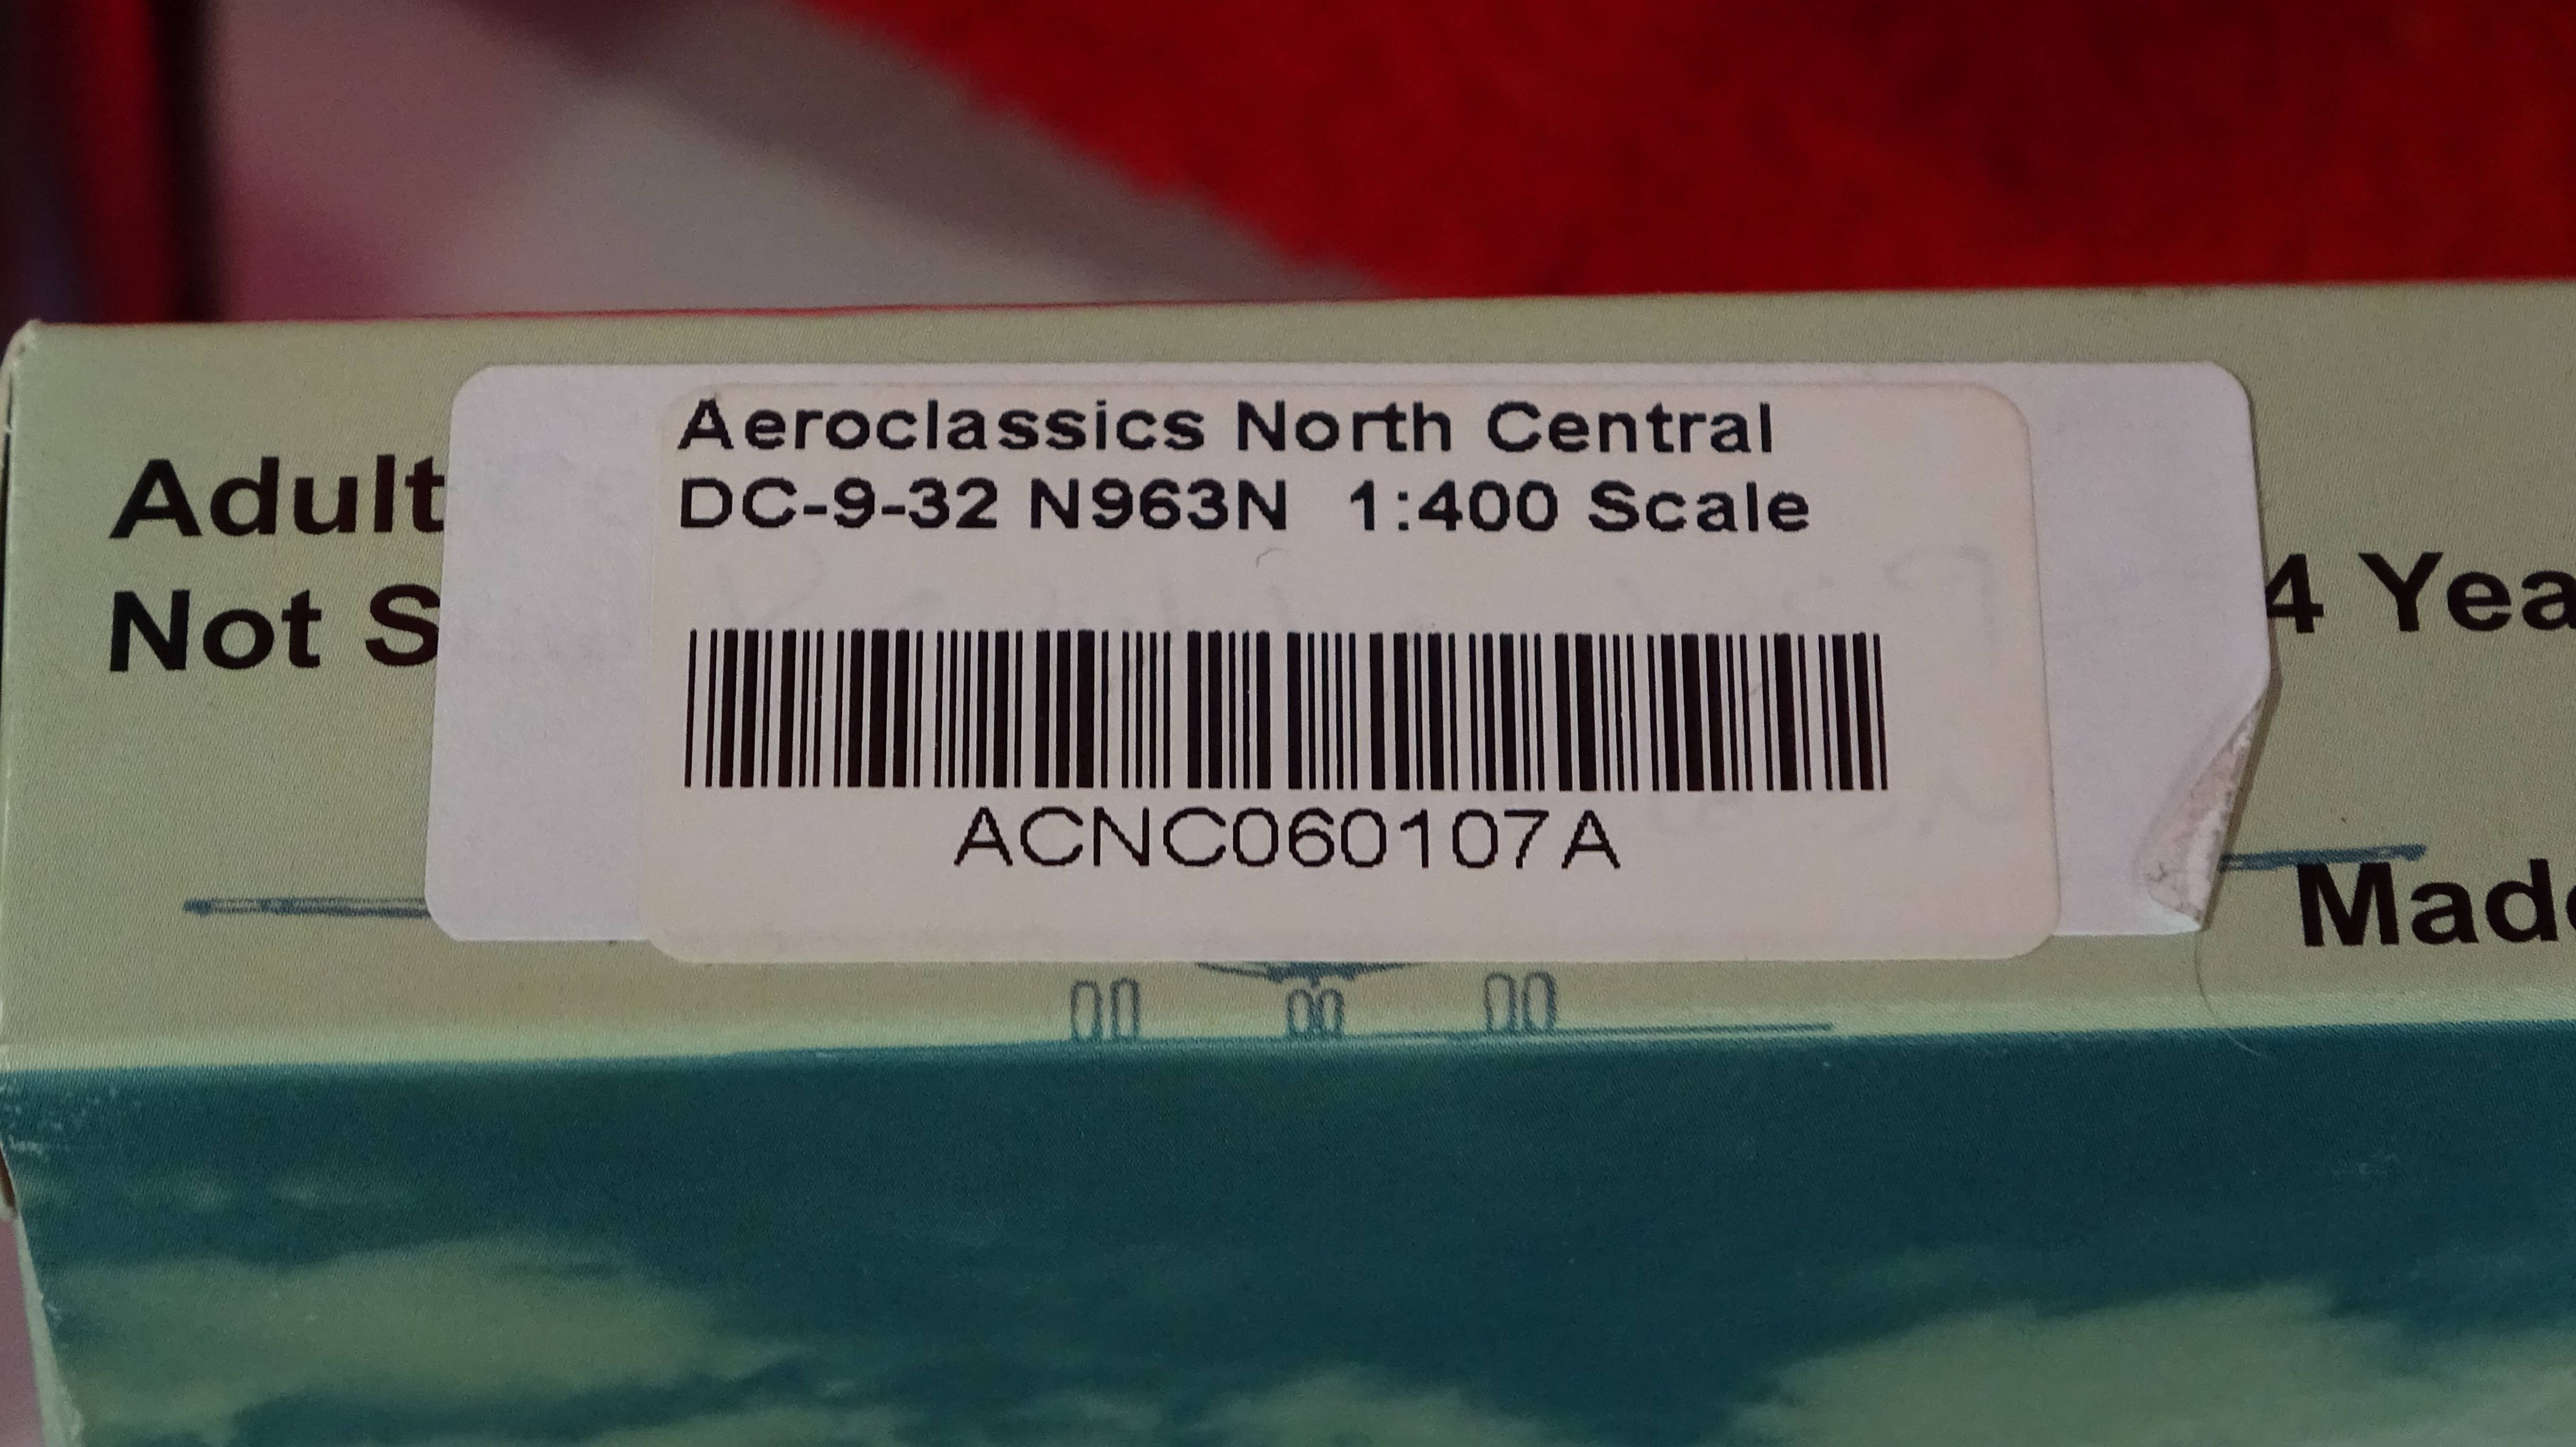 Aeroclassics North Central
DC-9-32 N963N 1:400 Scale
ACNC060107A
Adult
Not S
4 Yea
Made